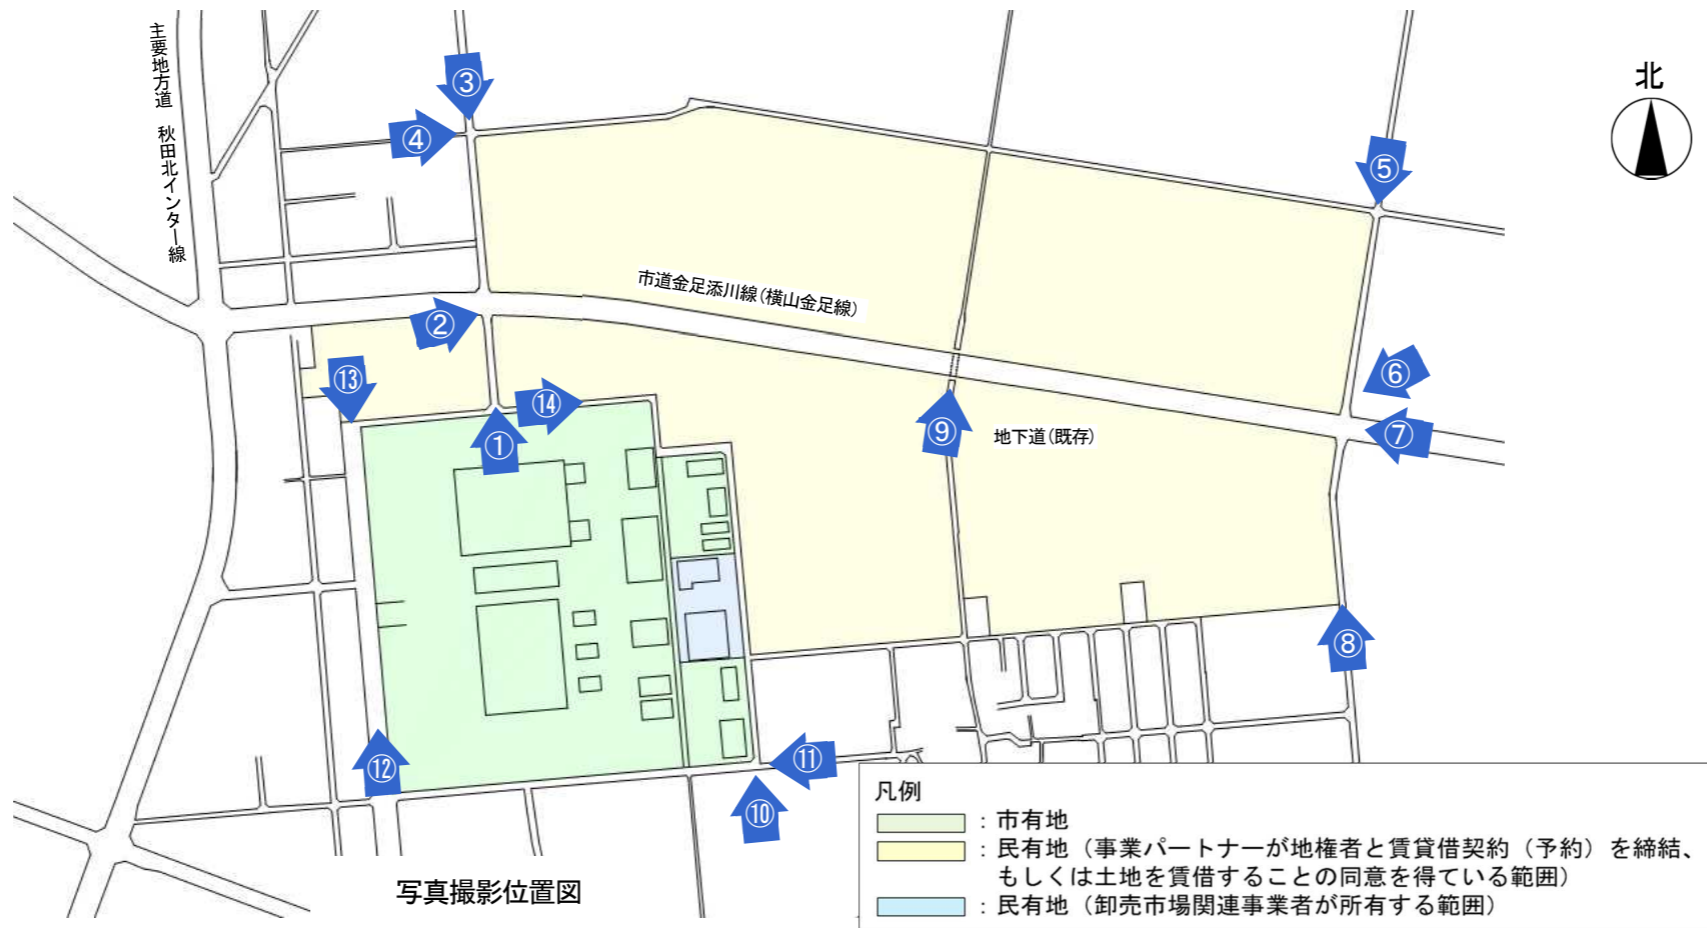 主要地方道 秋田北インター線
北
③
④
⑤
市道金足添川線(横山金足線)
②
⑥
⑬
⑭
⑦
①
⑨
地下道(既存)
⑧
⑪
⑫
⑩
写真撮影位置図
凡例
：市有地
：民有地（事業パートナーが地権者と賃貸借契約（予約）を締結、
もしくは土地を賃借することの同意を得ている範囲）
：民有地（卸売市場関連事業者が所有する範囲）